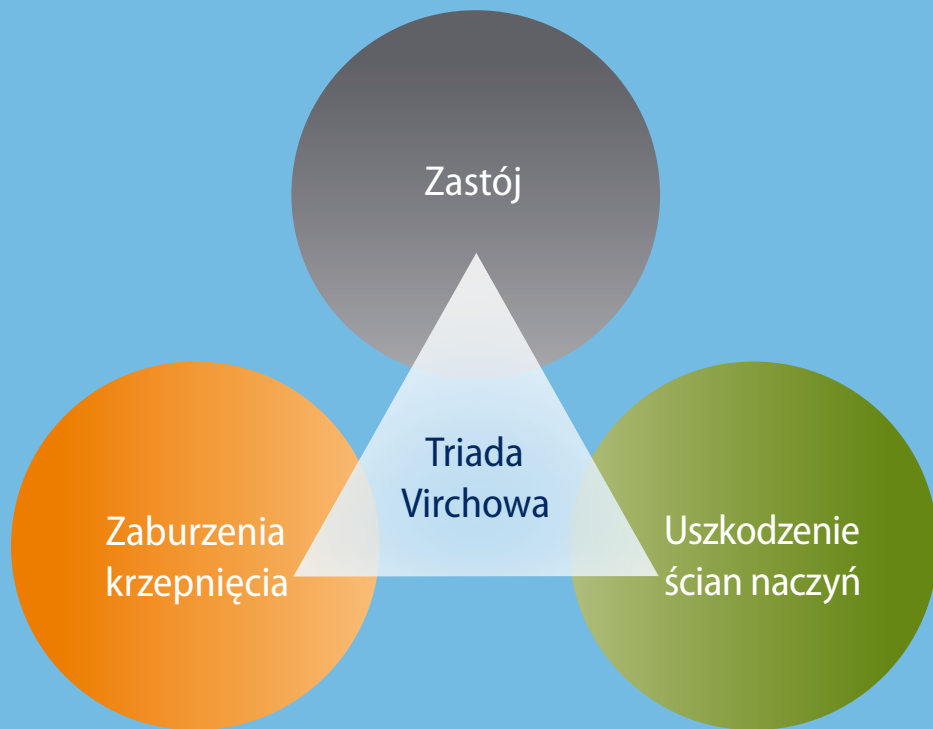 Zastój
Triada
Virchowa
Zaburzenia
krzepnięcia
Uszkodzenie
ścian naczyń